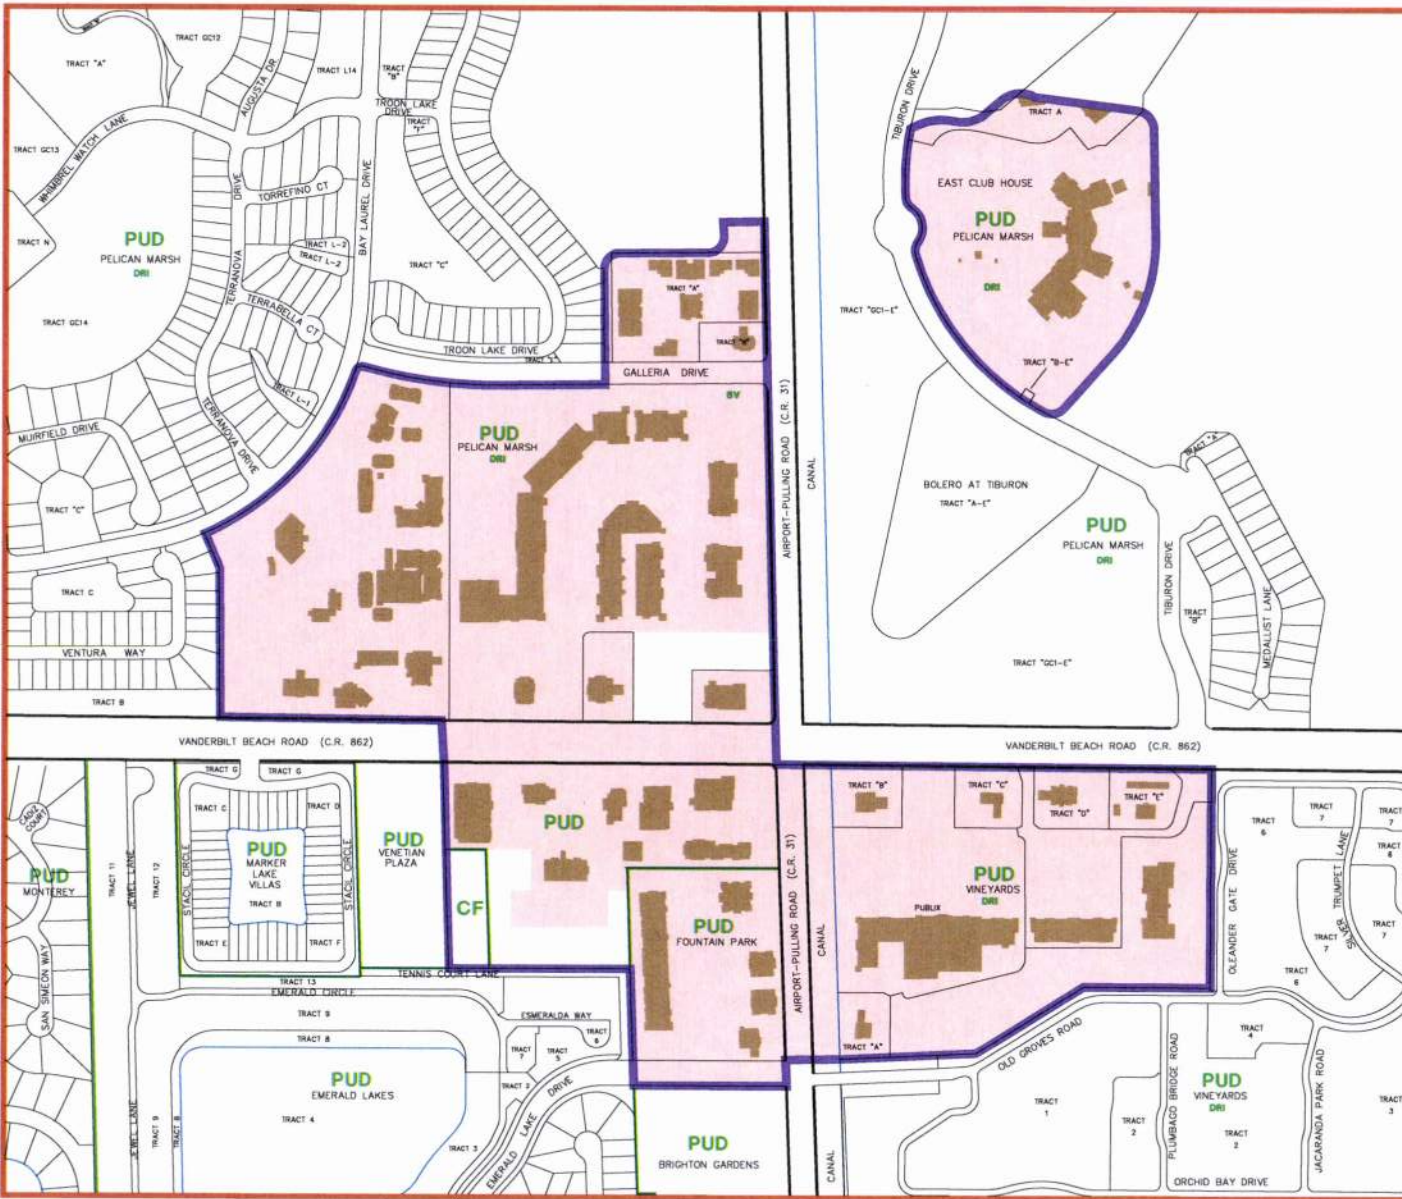 TRACT GC12
TRACT "A"
AUGUSTA DR
TRACT L14
TRACT
"B"
TROON LAKE
DRIVE
TRACT
WHIMBREL WATCH LANE
TRACT GC13
TRACT N
PUD
PELICAN MARSH
DRI
TRACT GC14
TERRANOVA DRIVE
TORREFINO CT
TRACT L-2
TRACT L-2
BAY LAUREL DRIVE
TERRABELLA CT
TRACT "C"
TROON LAKE DRIVE
TRACT L-1
TERRANOVA DRIVE
MUIRFIELD DRIVE
TRACT "C"
TRACT C
VENTURA WAY
TRACT B
TRACT "A"
GALLERIA DRIVE
PUD
PELICAN MARSH
DRI
AIRPORT-PULLING ROAD (C.R. 31)
CANAL
TIBURON DRIVE
TRACT A
EAST CLUB HOUSE
PUD
PELICAN MARSH
DRI
TRACT "B-E"
TRACT "GC1-E"
BOLERO AT TIBURON
TRACT "A-E"
PUD
PELICAN MARSH
DRI
TRACT "A"
TIBURON DRIVE
TRACT
"B"
MEDALLIST LANE
TRACT "GC1-E"
VANDERBILT BEACH ROAD (C.R. 862)
VANDERBILT BEACH ROAD (C.R. 862)
CADIZ
COURT
PUD
MONTEREY
SAN SIMEON WAY
TRACT 11
JEWEL LANE
TRACT 12
TRACT G
TRACT G
TRACT C
TRACT D
STACIL CIRCLE
PUD
MARKER
LAKE
VILLAS
TRACT B
STACIL CIRCLE
TRACT E
TRACT F
PUD
VENETIAN
PLAZA
CF
PUD
PUD
FOUNTAIN PARK
AIRPORT-PULLING ROAD (C.R. 31)
CANAL
TRACT "B"
TRACT "C"
TRACT "D"
TRACT "E"
PUD
VINEYARDS
DRI
PUBLIX
TRACT "A"
OLEANDER GATE DRIVE
TRACT
6
TRACT
7
TRACT
7
TRACT
6
SILVER TRUMPET LANE
TRACT
7
TRACT
7
TRACT
6
TENNIS COURT LANE
TRACT 13
EMERALD CIRCLE
TRACT 9
TRACT 8
ESMERALDA WAY
TRACT
7
TRACT
5
TRACT
6
TRACT 2
PUD
EMERALD LAKES
TRACT 4
TRACT 3
EMERALD LAKE DRIVE
JEWEL LANE
TRACT 9
TRACT 8
PUD
BRIGHTON GARDENS
CANAL
OLD GROVES ROAD
TRACT
1
TRACT
2
PLUMBAGO BRIDGE ROAD
TRACT
4
PUD
VINEYARDS
DRI
TRACT
2
JACARANDA PARK ROAD
TRACT
3
ORCHID BAY DRIVE